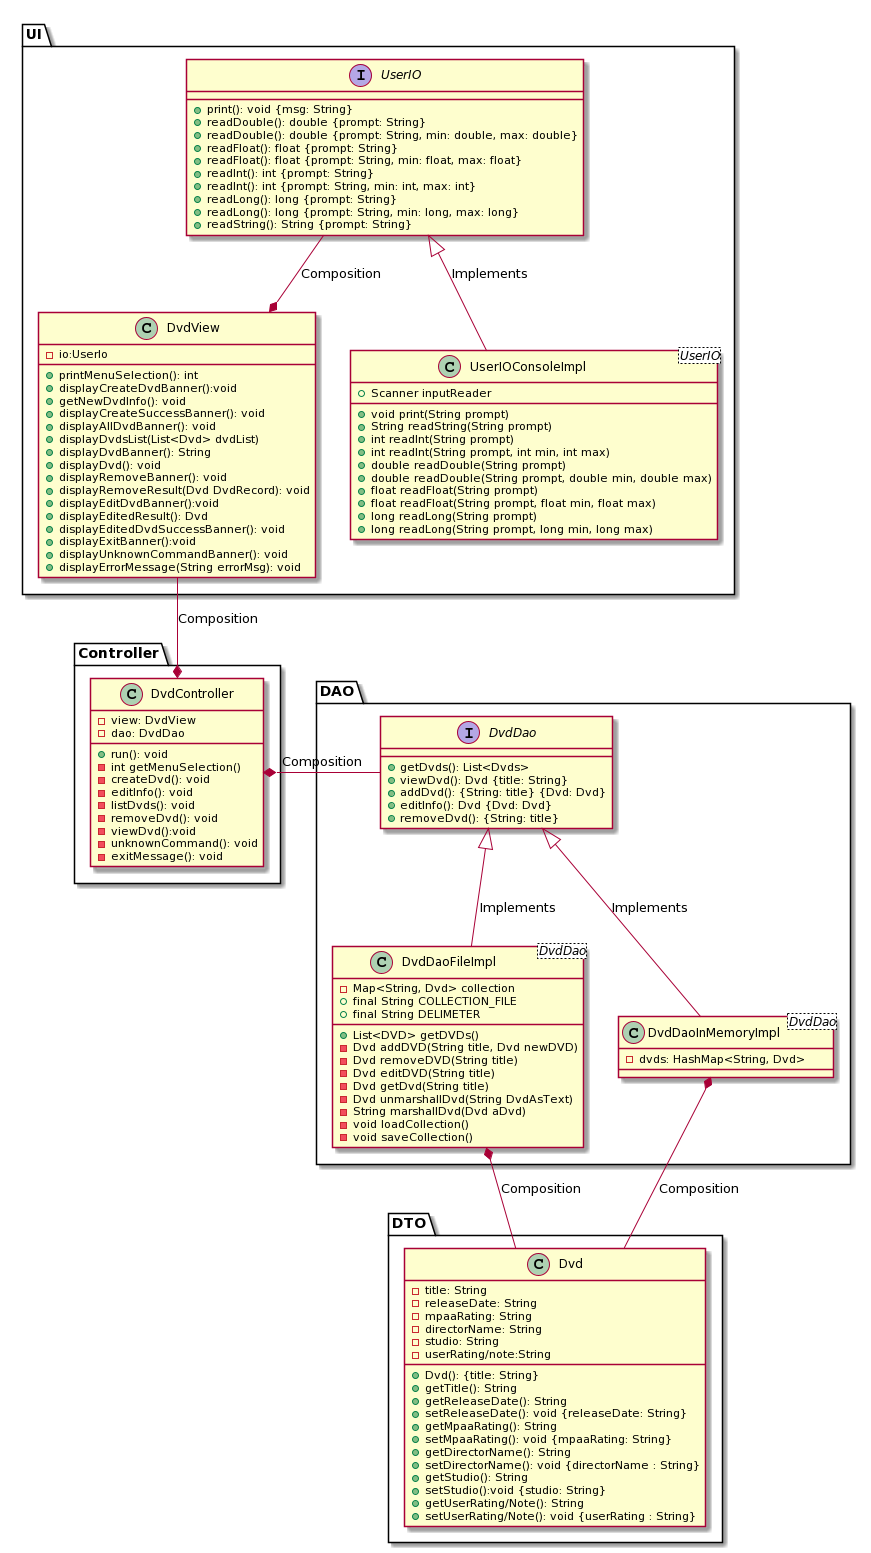 UI
UserIO
print(): void {msg: String}
readDouble(): double {prompt: String}
readDouble(): double {prompt: String, min: double, max: double}
readFloat(): float {prompt: String}
readFloat(): float {prompt: String, min: float, max: float}
readInt(): int {prompt: String}
readInt(): int {prompt: String, min: int, max: int}
readLong(): long {prompt: String}
readLong(): long {prompt: String, min: long, max: long}
readString(): String {prompt: String}
Composition
Implements
DvdView
io:UserIo
printMenuSelection(): int
displayCreateDvdBanner():void
getNewDvdInfo(): void
displayCreateSuccessBanner(): void
displayAllDvdBanner(): void
displayDvdsList(List<Dvd> dvdList)
displayDvdBanner(): String
displayDvd(): void
displayRemoveBanner(): void
displayRemoveResult(Dvd DvdRecord): void
displayEditDvdBanner():void
displayEditedResult(): Dvd
displayEditedDvdSuccessBanner(): void
displayExitBanner():void
displayUnknownCommandBanner(): void
displayErrorMessage(String errorMsg): void
UserIOConsoleImpl
UserIO
Scanner inputReader
void print(String prompt)
String readString(String prompt)
int readInt(String prompt)
int readInt(String prompt, int min, int max)
double readDouble(String prompt)
double readDouble(String prompt, double min, double max)
float readFloat(String prompt)
float readFloat(String prompt, float min, float max)
long readLong(String prompt)
long readLong(String prompt, long min, long max)
Composition
Controller
DvdController
view: DvdView
dao: DvdDao
run(): void
int getMenuSelection()
createDvd(): void
editInfo(): void
listDvds(): void
removeDvd(): void
viewDvd():void
unknownCommand(): void
exitMessage(): void
Composition
DAO
DvdDao
getDvds(): List<Dvds>
viewDvd(): Dvd {title: String}
addDvd(): {String: title} {Dvd: Dvd}
editInfo(): Dvd {Dvd: Dvd}
removeDvd(): {String: title}
Implements
Implements
DvdDaoFileImpl
DvdDao
Map<String, Dvd> collection
final String COLLECTION_FILE
final String DELIMETER
List<DVD> getDVDs()
Dvd addDVD(String title, Dvd newDVD)
Dvd removeDVD(String title)
Dvd editDVD(String title)
Dvd getDvd(String title)
Dvd unmarshallDvd(String DvdAsText)
String marshallDvd(Dvd aDvd)
void loadCollection()
void saveCollection()
DvdDaoInMemoryImpl
DvdDao
dvds: HashMap<String, Dvd>
Composition
Composition
DTO
Dvd
title: String
releaseDate: String
mpaaRating: String
directorName: String
studio: String
userRating/note:String
Dvd(): {title: String}
getTitle(): String
getReleaseDate(): String
setReleaseDate(): void {releaseDate: String}
getMpaaRating(): String
setMpaaRating(): void {mpaaRating: String}
getDirectorName(): String
setDirectorName(): void {directorName : String}
getStudio(): String
setStudio():void {studio: String}
getUserRating/Note(): String
setUserRating/Note(): void {userRating : String}